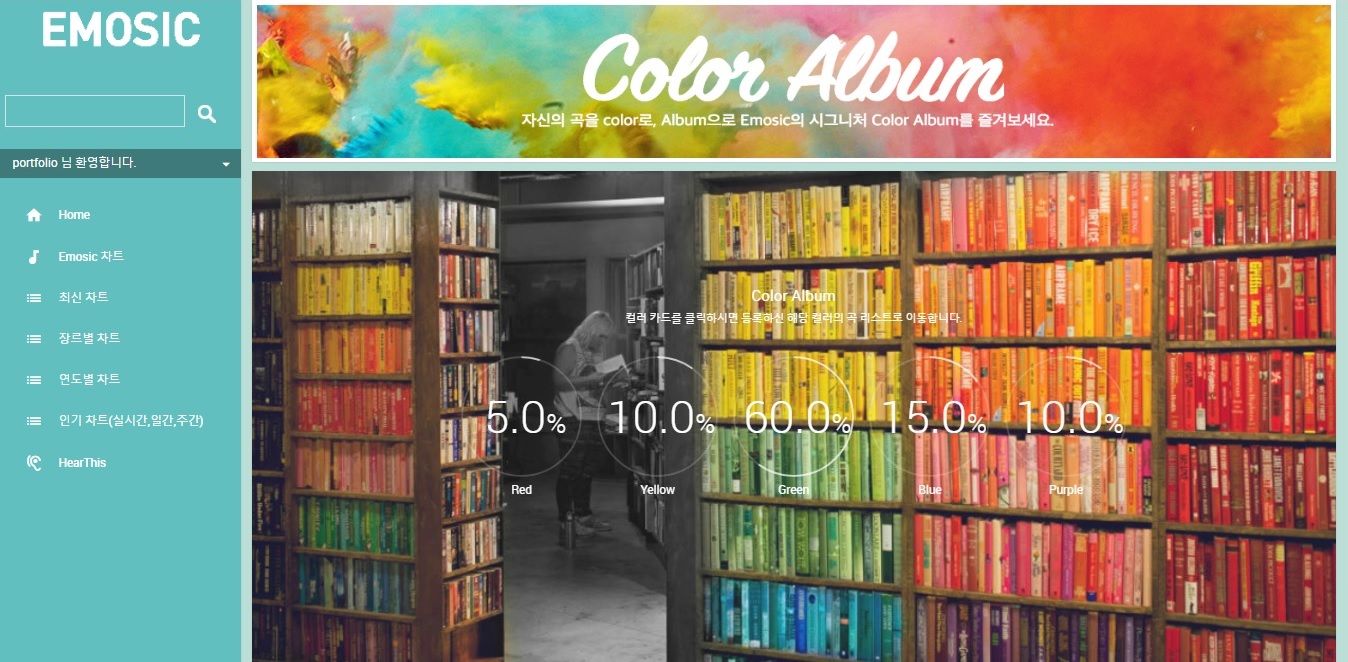 EMOSIC
portfolio 님 환영합니다.
Home
Emosic 차트
최신 차트
장르별 차트
연도별 차트
인기 차트(실시간,일간,주간)
HearThis
Color Album
자신의 곡을 color로, Album으로 Emosic의 시그니처 Color Album를 즐겨보세요.
Color Album
컬러 카드를 클릭하시면 등록하신 해당 컬러의 곡 리스트로 이동합니다.
5.0% 10.0% 60.0% 15.0% 10.0%
Red Yellow Green Blue Purple